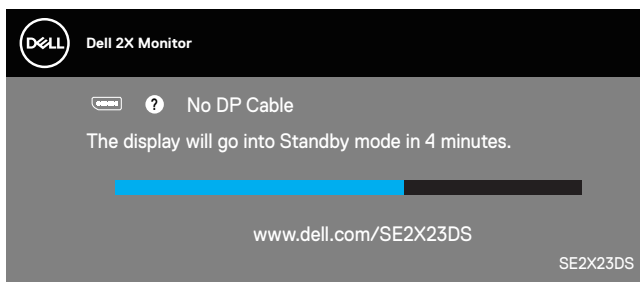 DELL
Dell 2X Monitor
? No DP Cable
The display will go into Standby mode in 4 minutes.
www.dell.com/SE2X23DS
SE2X23DS